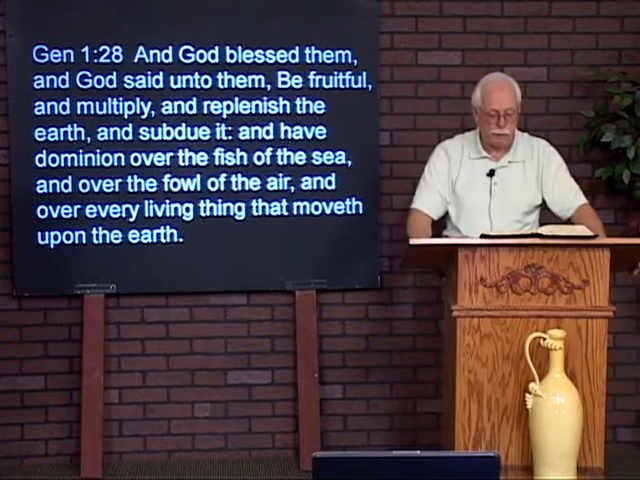 Gen 1:28 And God blessed them,
and God said unto them, Be fruitful,
and multiply, and replenish the
earth, and subdue it: and have
dominion over the fish of the sea,
and over the fowl of the air, and
over every living thing that moveth
upon the earth.